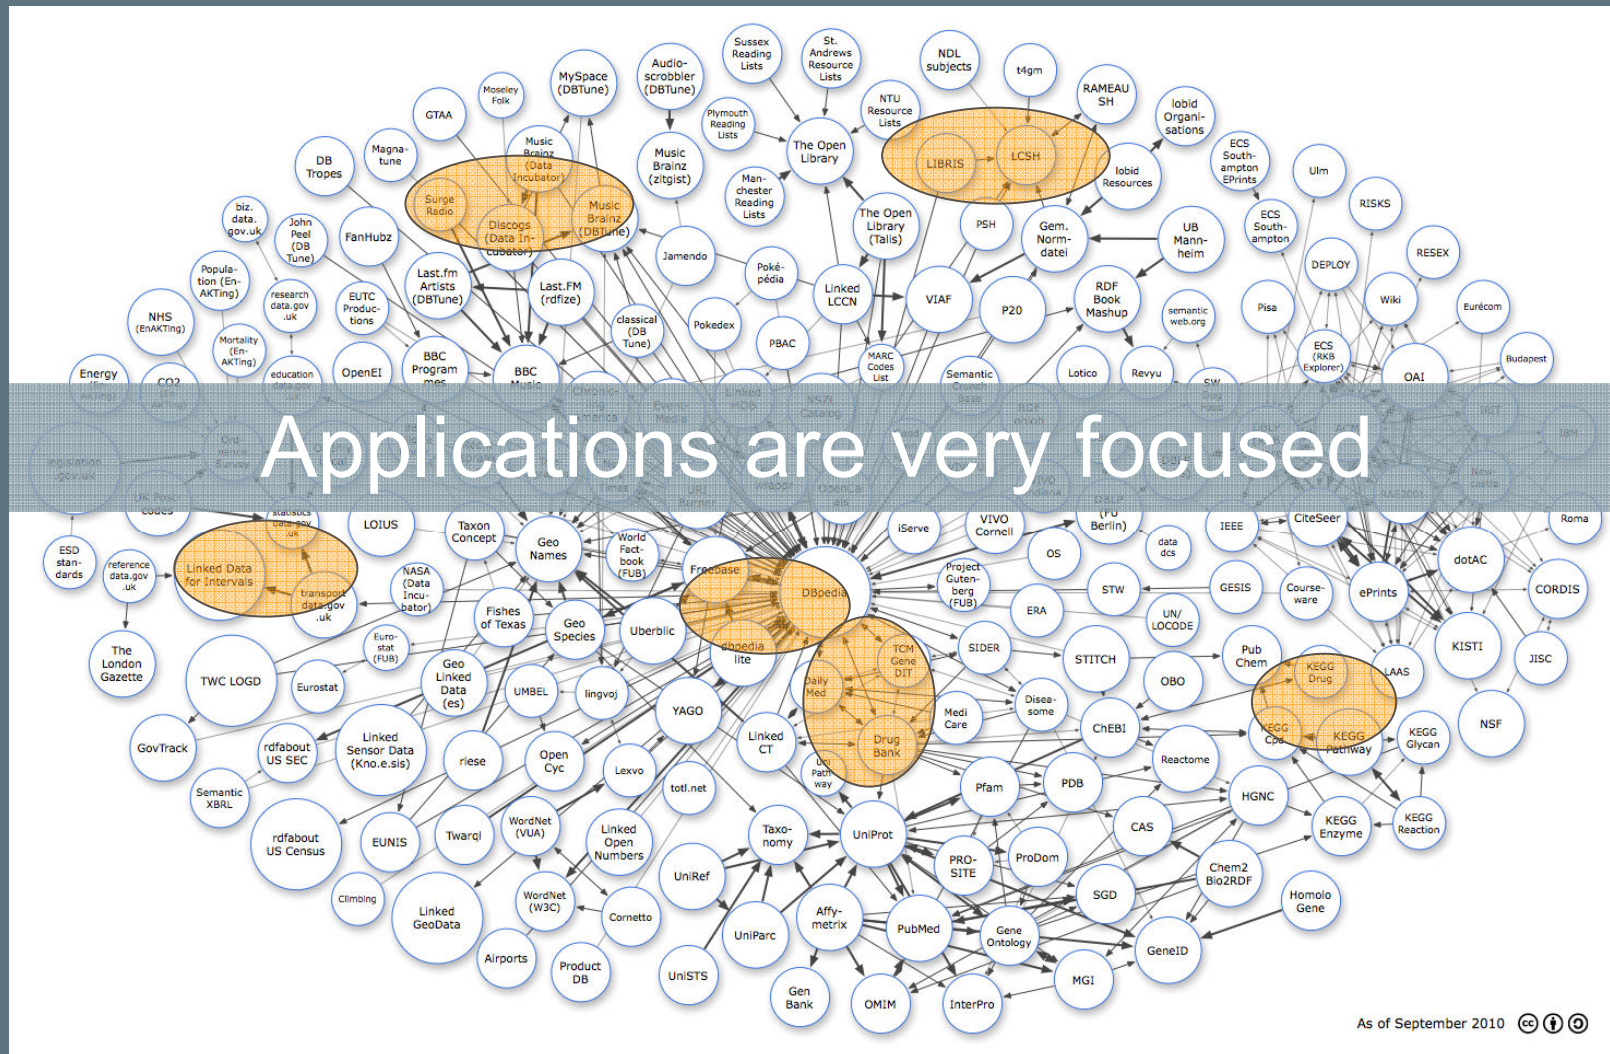 Sussex
Reading
Lists
St.
Andrews
Resource
Lists
NDL
subjects
t4gm
RAMEAU
SH
lobid
Organi-
sations
Audio-
scrobbler
(DBTune)
MySpace
(DBTune)
Moseley
Folk
GTAA
Magna-
tune
DB
Tropes
Music
Brainz
(Data
Incubator)
Music
Brainz
(zitgist)
Plymouth
Reading
Lists
NTU
Resource
Lists
The Open
Library
LIBRIS
LCSH
lobid
Resources
ECS
South-
ampton
EPrints
Ulm
RISKS
biz.
data.
gov.uk
John
Peel
(DB
Tune)
FanHubz
Surge
Radio
Discogs
(Data In-
cubator)
Music
Brainz
(DBTune)
Man-
chester
Reading
Lists
The Open
Library
(Talis)
PSH
Gem.
Norm-
datei
UB
Mann-
heim
ECS
South-
ampton
RESEX
Popula-
tion (En-
AKTing)
research
data.gov
.uk
EUTC
Produc-
tions
Last.fm
Artists
(DBTune)
Last.FM
(rdfize)
Jamendo
Poké-
pédia
Linked
LCCN
VIAF
P20
RDF
Book
Mashup
semantic
web.org
Pisa
DEPLOY
Wiki
Eurécom
NHS
(EnAKTing)
Mortality
(En-
AKTing)
classical
(DB
Tune)
Pokedex
PBAC
MARC
Codes
List
ECS
(RKB
Explorer)
Budapest
Energy
CO2
education
OpenEI
BBC
Program
mes
BBC
Music
Semantic
Lotico
Revyu
SW
OAI
Applications are very focused
statistics
data.gov
.uk
LOIUS
Taxon
Concept
Geo
Names
World
Fact-
book
(FUB)
iServe
VIVO
Cornell
(FU
Berlin)
data
dcs
IEEE
CiteSeer
Roma
ESD
stan-
dards
reference
data.gov
.uk
Linked Data
for Intervals
transport
data.gov
.uk
NASA
(Data
Incu-
bator)
Freebase
DBpedia
Project
Guten-
berg
(FUB)
OS
STW
GESIS
Course-
ware
ePrints
dotAC
CORDIS
The
London
Gazette
TWC LOGD
Euro-
stat
(FUB)
Eurostat
Fishes
of Texas
Geo
Species
Uberblic
dbpedia
lite
ERA
UN/
LOCODE
SIDER
STITCH
Pub
Chem
KEGG
Drug
LAAS
KISTI
JISC
Geo
Linked
Data
(es)
UMBEL
lingvoj
YAGO
Daily
Med
TCM
Gene
DIT
Medi
Care
Disea-
some
OBO
ChEBI
KEGG
Cpd
KEGG
Pathway
KEGG
Glycan
NSF
GovTrack
rdfabout
US SEC
Linked
Sensor Data
(Kno.e.sis)
riese
Open
Cyc
Lexvo
Linked
CT
Drug
Bank
Uni
Path
way
Semantic
XBRL
totl.net
Pfam
PDB
Reactome
HGNC
rdfabout
US Census
EUNIS
Twarql
WordNet
(VUA)
Linked
Open
Numbers
Taxo-
nomy
UniProt
PRO-
SITE
ProDom
CAS
KEGG
Enzyme
KEGG
Reaction
Climbing
Linked
GeoData
WordNet
(W3C)
Cornetto
UniRef
UniParc
Affy-
metrix
PubMed
Gene
Ontology
SGD
Chem2
Bio2RDF
Homolo
Gene
Airports
Product
DB
UniSTS
Gen
Bank
OMIM
InterPro
MGI
GeneID
As of September 2010